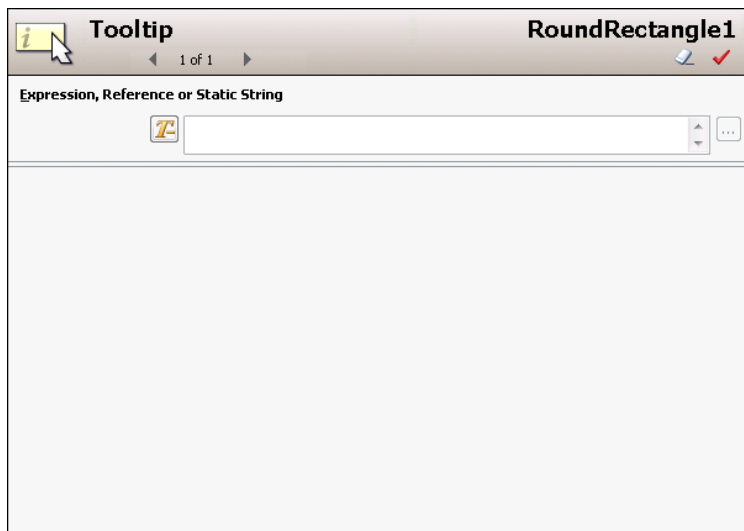 Tooltip
RoundRectangle1
1 of 1
Expression, Reference or Static String